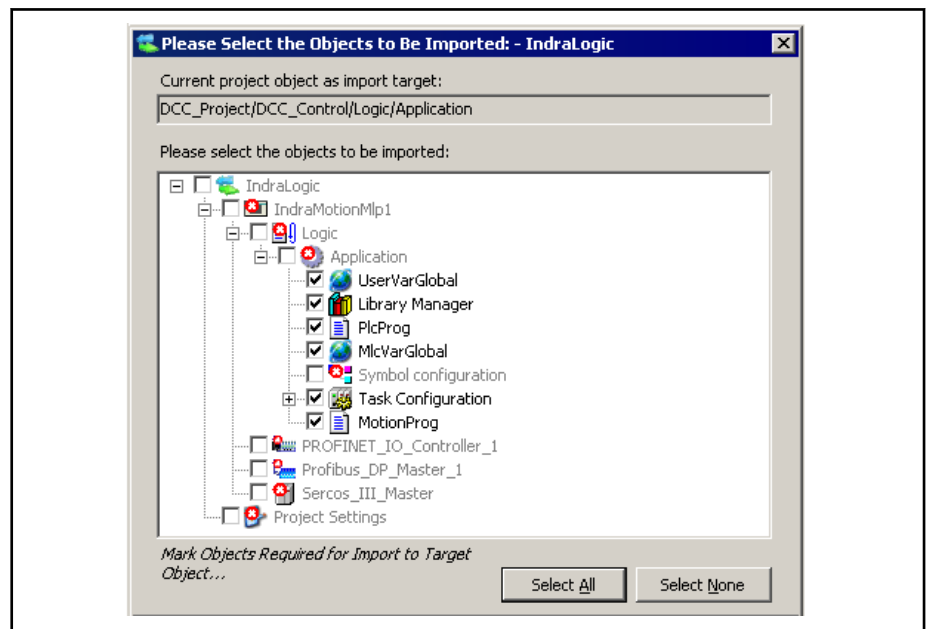 Please Select the Objects to Be Imported: - IndraLogic
Current project object as import target:
DCC_Project/DCC_Control/Logic/Application
Please select the objects to be imported:
IndraLogic
IndraMotionMlp1
Logic
Application
UserVarGlobal
Library Manager
PlcProg
MlcVarGlobal
Symbol configuration
Task Configuration
MotionProg
PROFINET_IO_Controller_1
Profibus_DP_Master_1
Sercos_III_Master
Project Settings
Mark Objects Required for Import to Target
Object...
Select All Select None